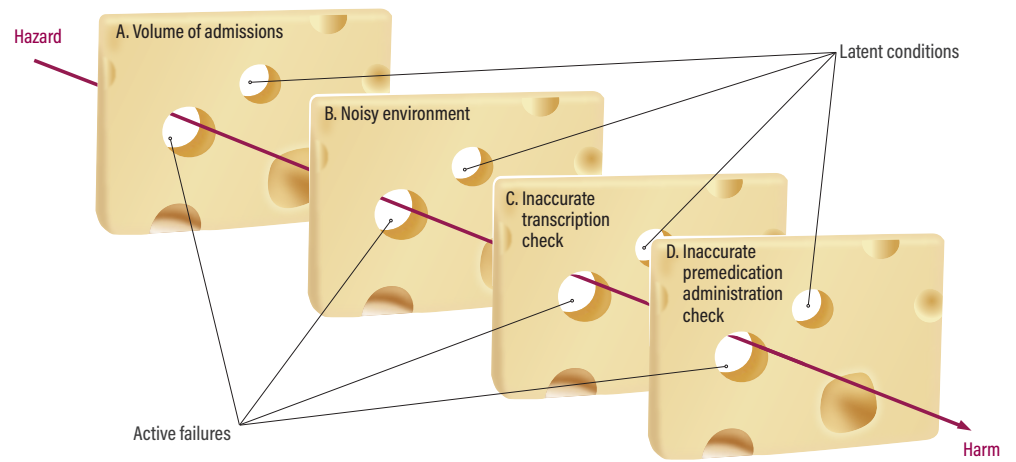 Hazard
A. Volume of admissions
Latent conditions
B. Noisy environment
C. Inaccurate
transcription
check
D. Inaccurate
premedication
administration
check
Active failures
Harm